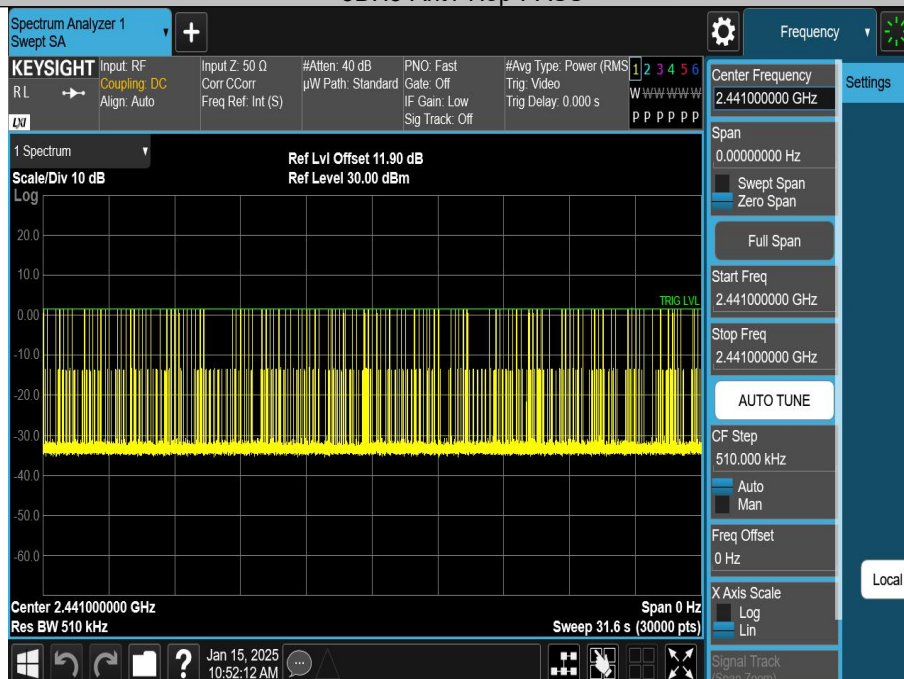 Spectrum Analyzer 1
Swept SA
+
Frequency
KEYSIGHT
RL
LXI
Input: RF
Coupling: DC
Align: Auto
Input Z: 50 Ω
Corr CCorr
Freq Ref: Int (S)
#Atten: 40 dB
µW Path: Standard
PNO: Fast
Gate: Off
IF Gain: Low
Sig Track: Off
#Avg Type: Power (RMS
Trig: Video
Trig Delay: 0.000 s
1 2 3 4 5 6
W W W W W W
P P P P P P
1 Spectrum
Scale/Div 10 dB
Ref Lvl Offset 11.90 dB
Ref Level 30.00 dBm
Log
20.0
10.0
0.00
-10.0
-20.0
-30.0
-40.0
-50.0
-60.0
TRIG LVL
Center 2.441000000 GHz
Res BW 510 kHz
Span 0 Hz
Sweep 31.6 s (30000 pts)
Center Frequency
2.441000000 GHz
Span
0.00000000 Hz
Swept Span
Zero Span
Full Span
Start Freq
2.441000000 GHz
Stop Freq
2.441000000 GHz
AUTO TUNE
CF Step
510.000 kHz
Auto
Man
Freq Offset
0 Hz
X Axis Scale
Log
Lin
Signal Track
(Span Zoom)
Settings
Local
?
Jan 15, 2025
10:52:12 AM